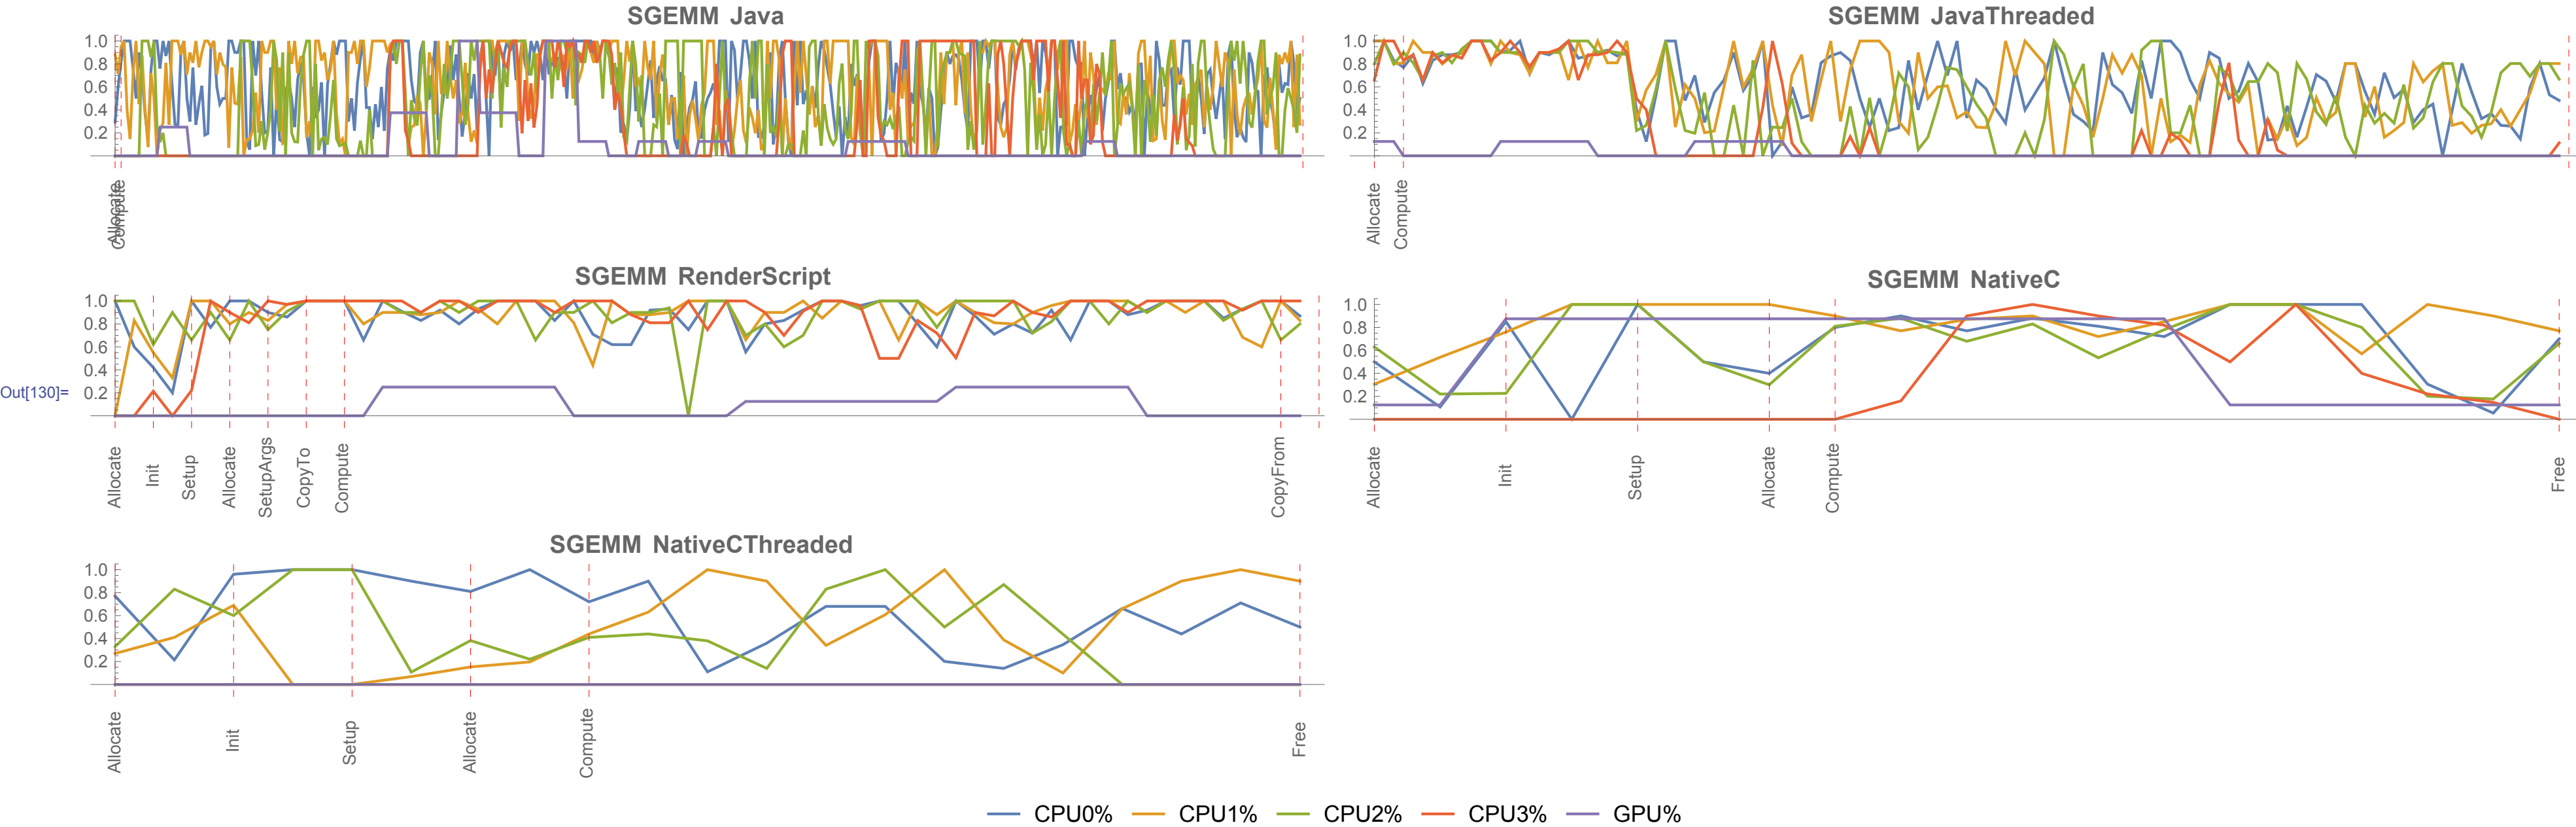 SGEMM Java
1.0
0.8
0.6
0.4
0.2
Allocate
Compute
SGEMM JavaThreaded
1.0
0.8
0.6
0.4
0.2
Allocate
Compute
Out[130]=
SGEMM RenderScript
1.0
0.8
0.6
0.4
0.2
Allocate
Init
Setup
Allocate
SetupArgs
CopyTo
Compute
CopyFrom
SGEMM NativeC
1.0
0.8
0.6
0.4
0.2
Allocate
Init
Setup
Allocate
Compute
Free
SGEMM NativeCThreaded
1.0
0.8
0.6
0.4
0.2
Allocate
Init
Setup
Allocate
Compute
Free
CPU0% CPU1% CPU2% CPU3% GPU%